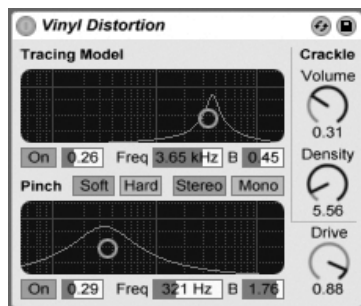 Vinyl Distortion
Tracing Model
On 0.26 Freq 3.65 kHz B 0.45
Pinch Soft Hard Stereo Mono
On 0.29 Freq 321 Hz B 1.76
Crackle
Volume
0.31
Density
5.56
Drive
0.88